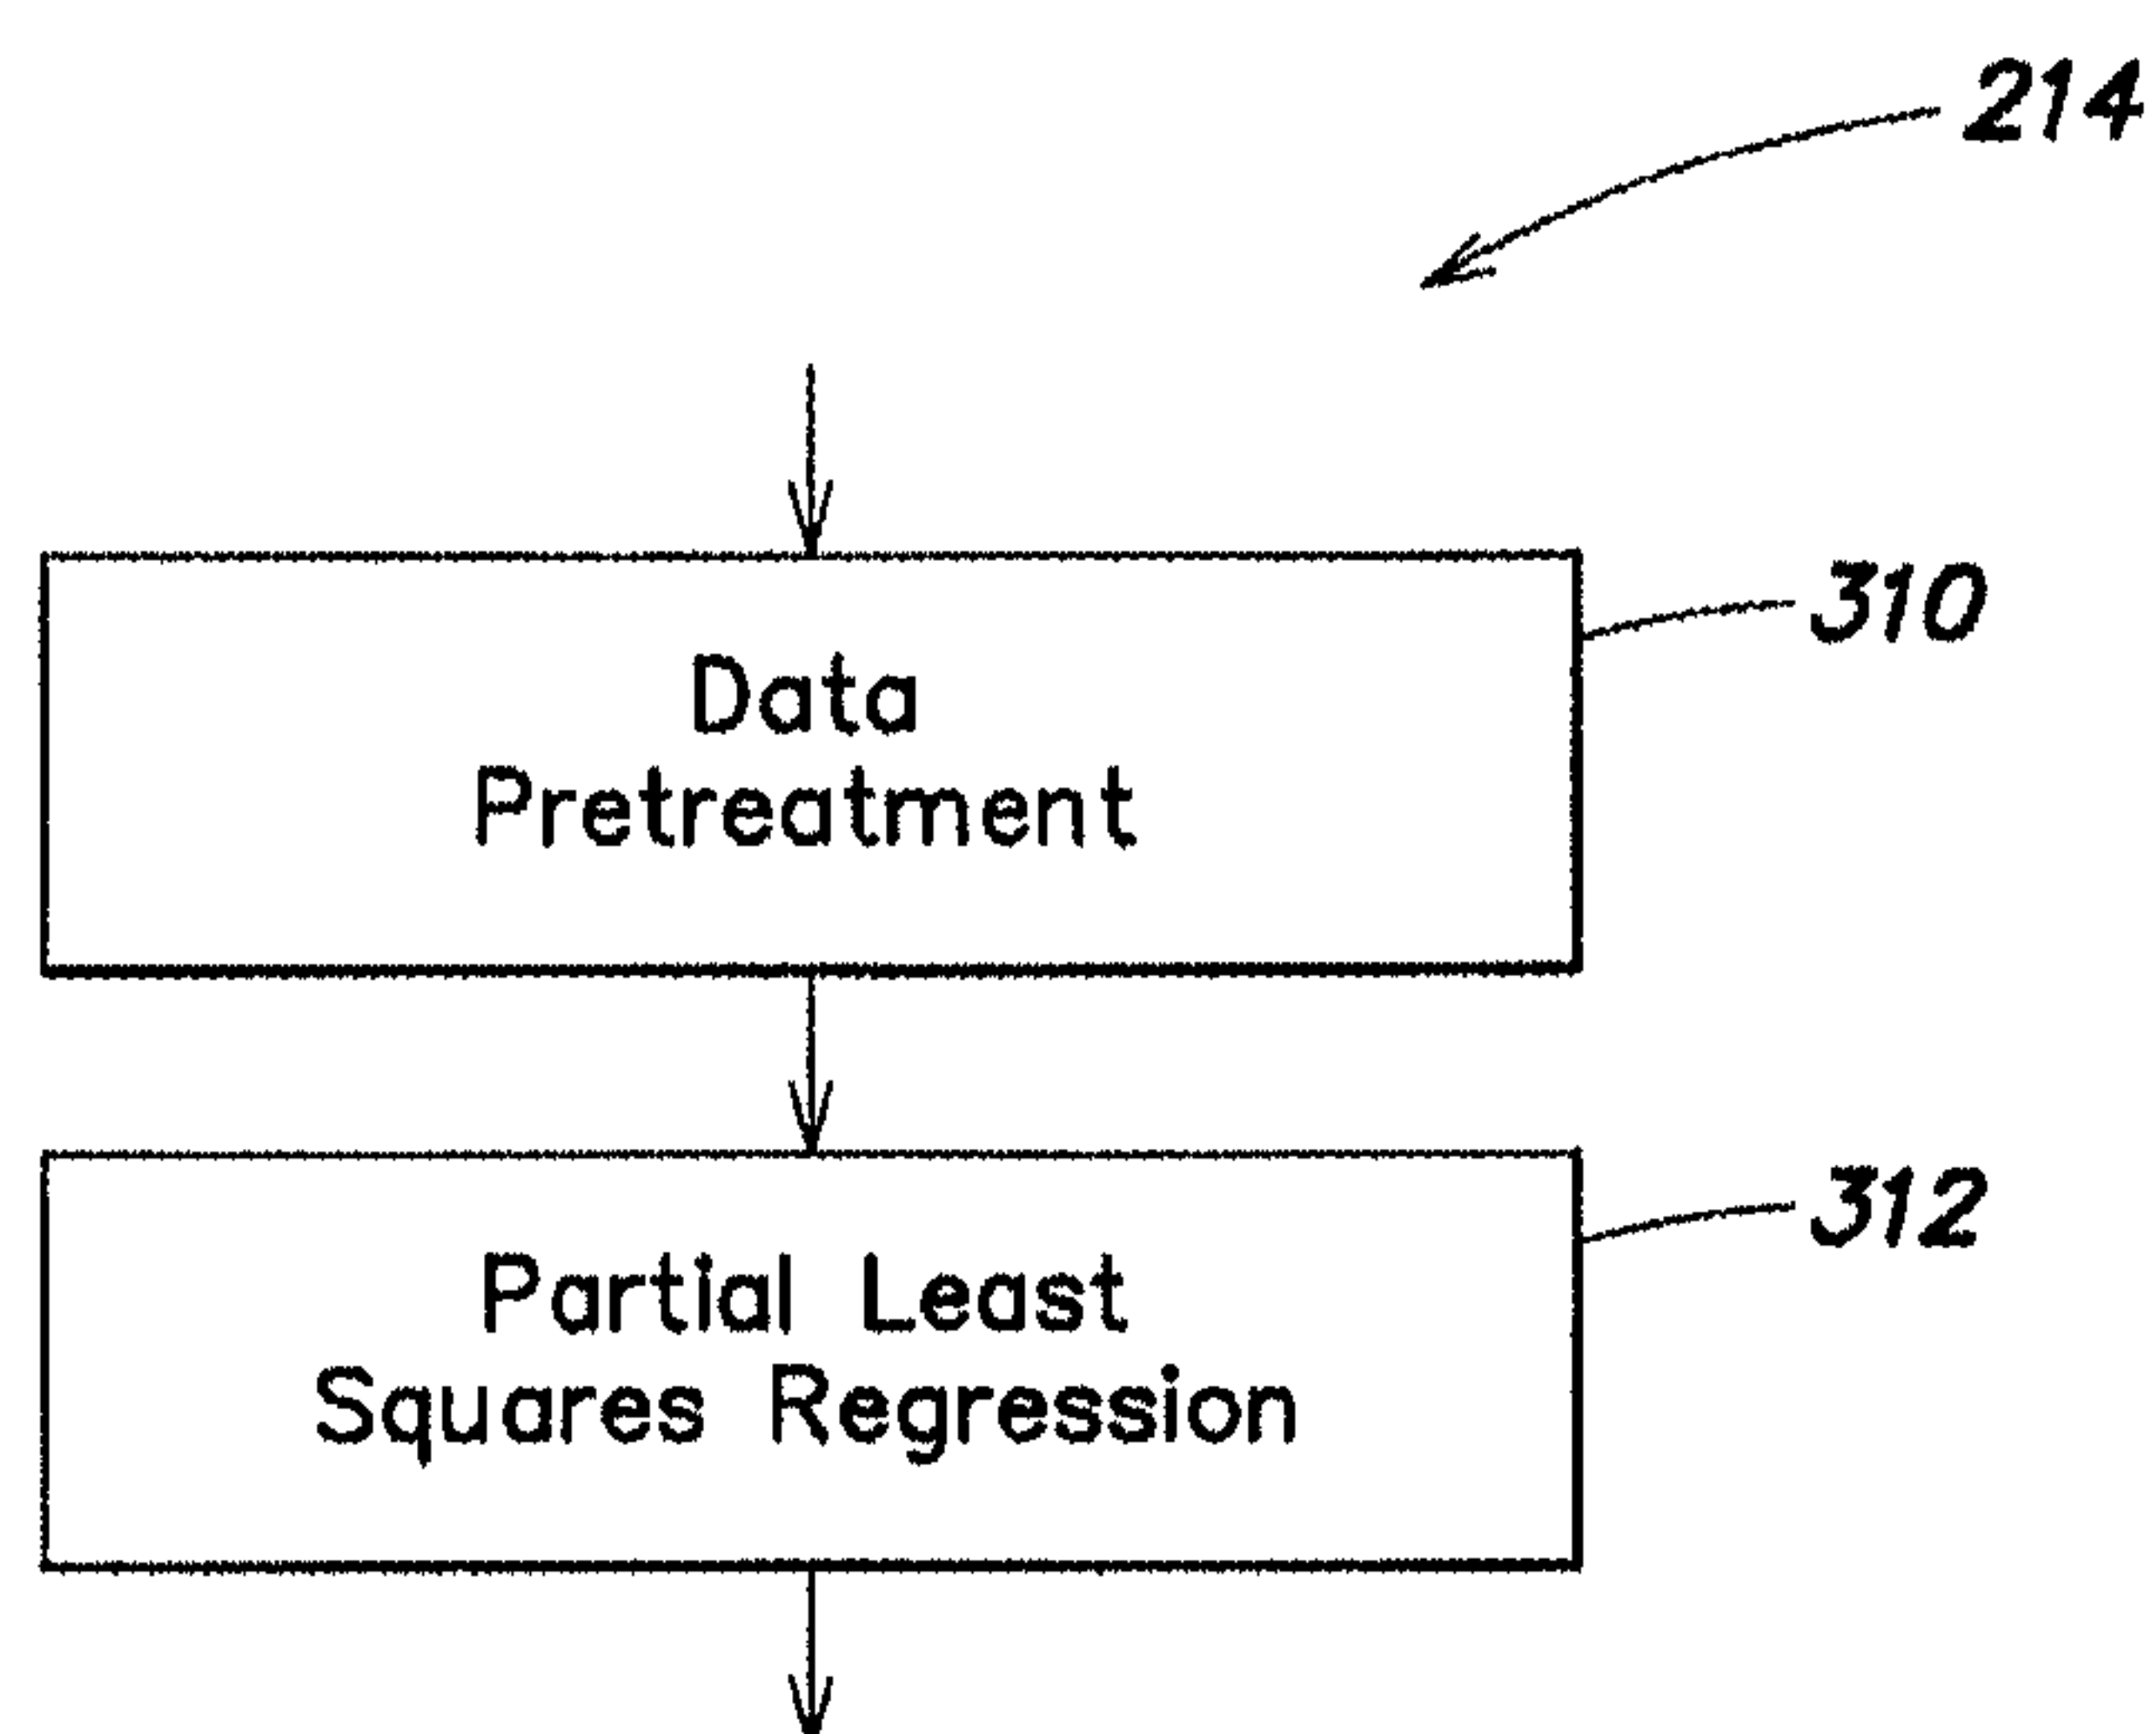 214
310
Data
Pretreatment
312
Partial Least
Squares Regression